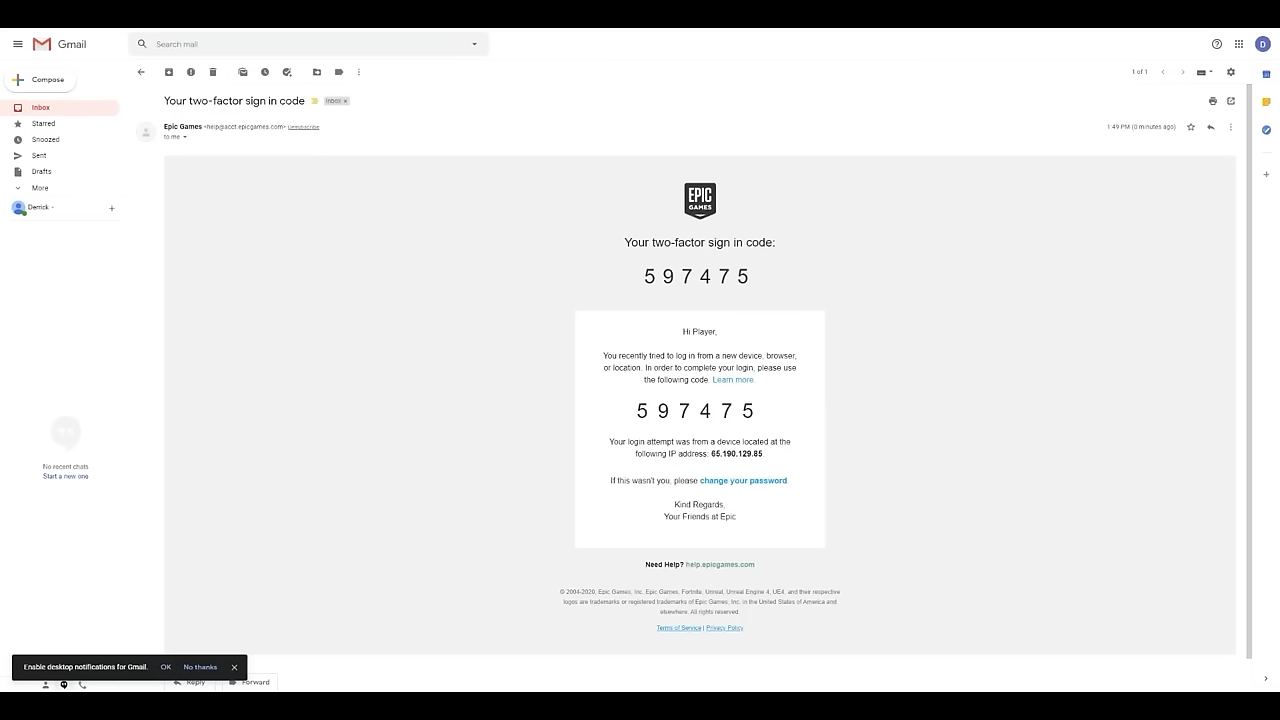 Gmail
Search mail
D
Compose
1 of 1
Your two-factor sign in code
Inbox x
Inbox
Starred
Epic Games <help@acct.epicgames.com> Unsubscribe
1:49 PM (0 minutes ago)
to me
Snoozed
Sent
Drafts
More
Derrick
EPIC
GAMES
Your two-factor sign in code:
5 9 7 4 7 5
Hi Player,
You recently tried to log in from a new device, browser,
or location. In order to complete your login, please use
the following code. Learn more.
5 9 7 4 7 5
Your login attempt was from a device located at the
following IP address: 65.190.129.85
If this wasn't you, please change your password
Kind Regards,
Your Friends at Epic
No recent chats
Start a new one
Need Help? help.epicgames.com
© 2004-2020, Epic Games, Inc. Epic Games, Fortnite, Unreal, Unreal Engine 4, UE4, and their respective
logos are trademarks or registered trademarks of Epic Games, Inc. in the United States of America and
elsewhere. All rights reserved.
Terms of Service | Privacy Policy
Enable desktop notifications for Gmail. OK No thanks
Reply
Forward